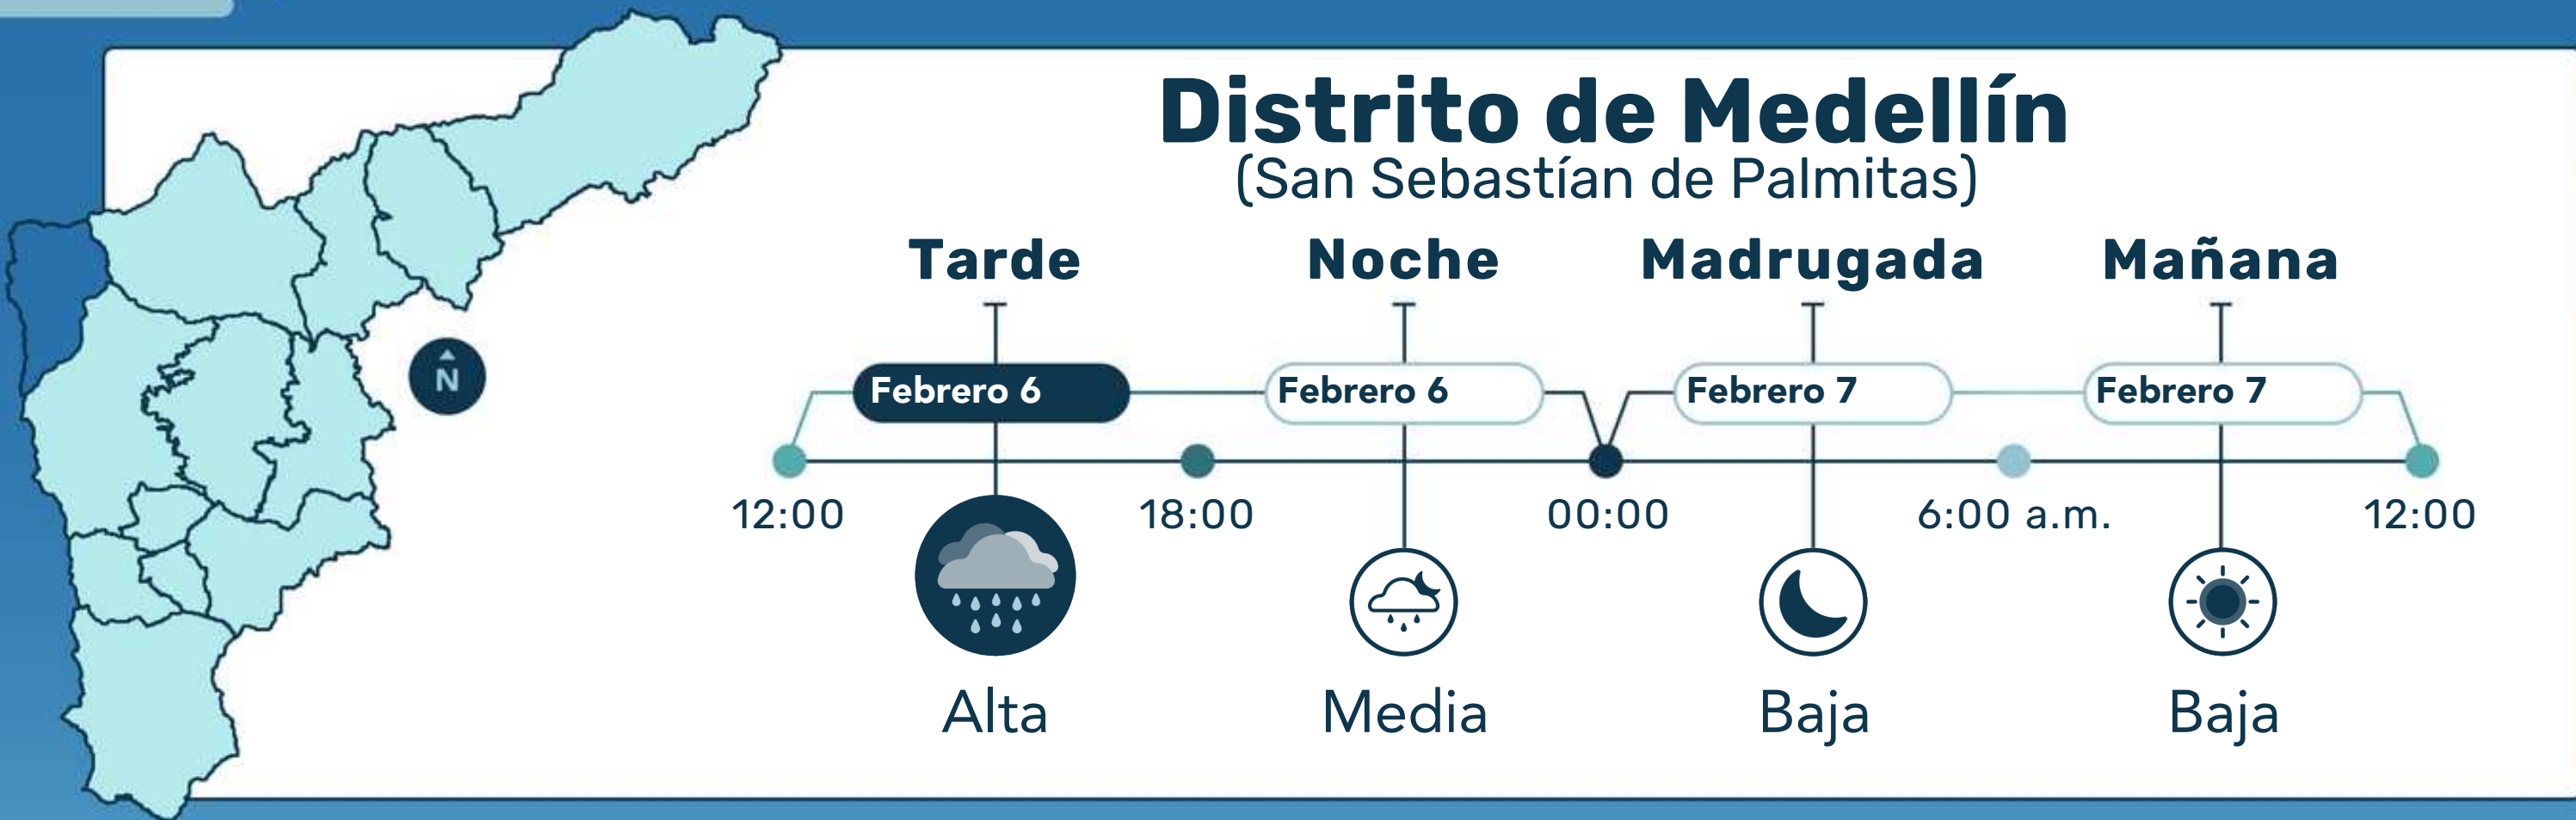 Distrito de Medellín
(San Sebastían de Palmitas)
Tarde Noche Madrugada Mañana
Febrero 6 Febrero 6 Febrero 7 Febrero 7
N
12:00 18:00 00:00 6:00 a.m. 12:00
Alta Media Baja Baja